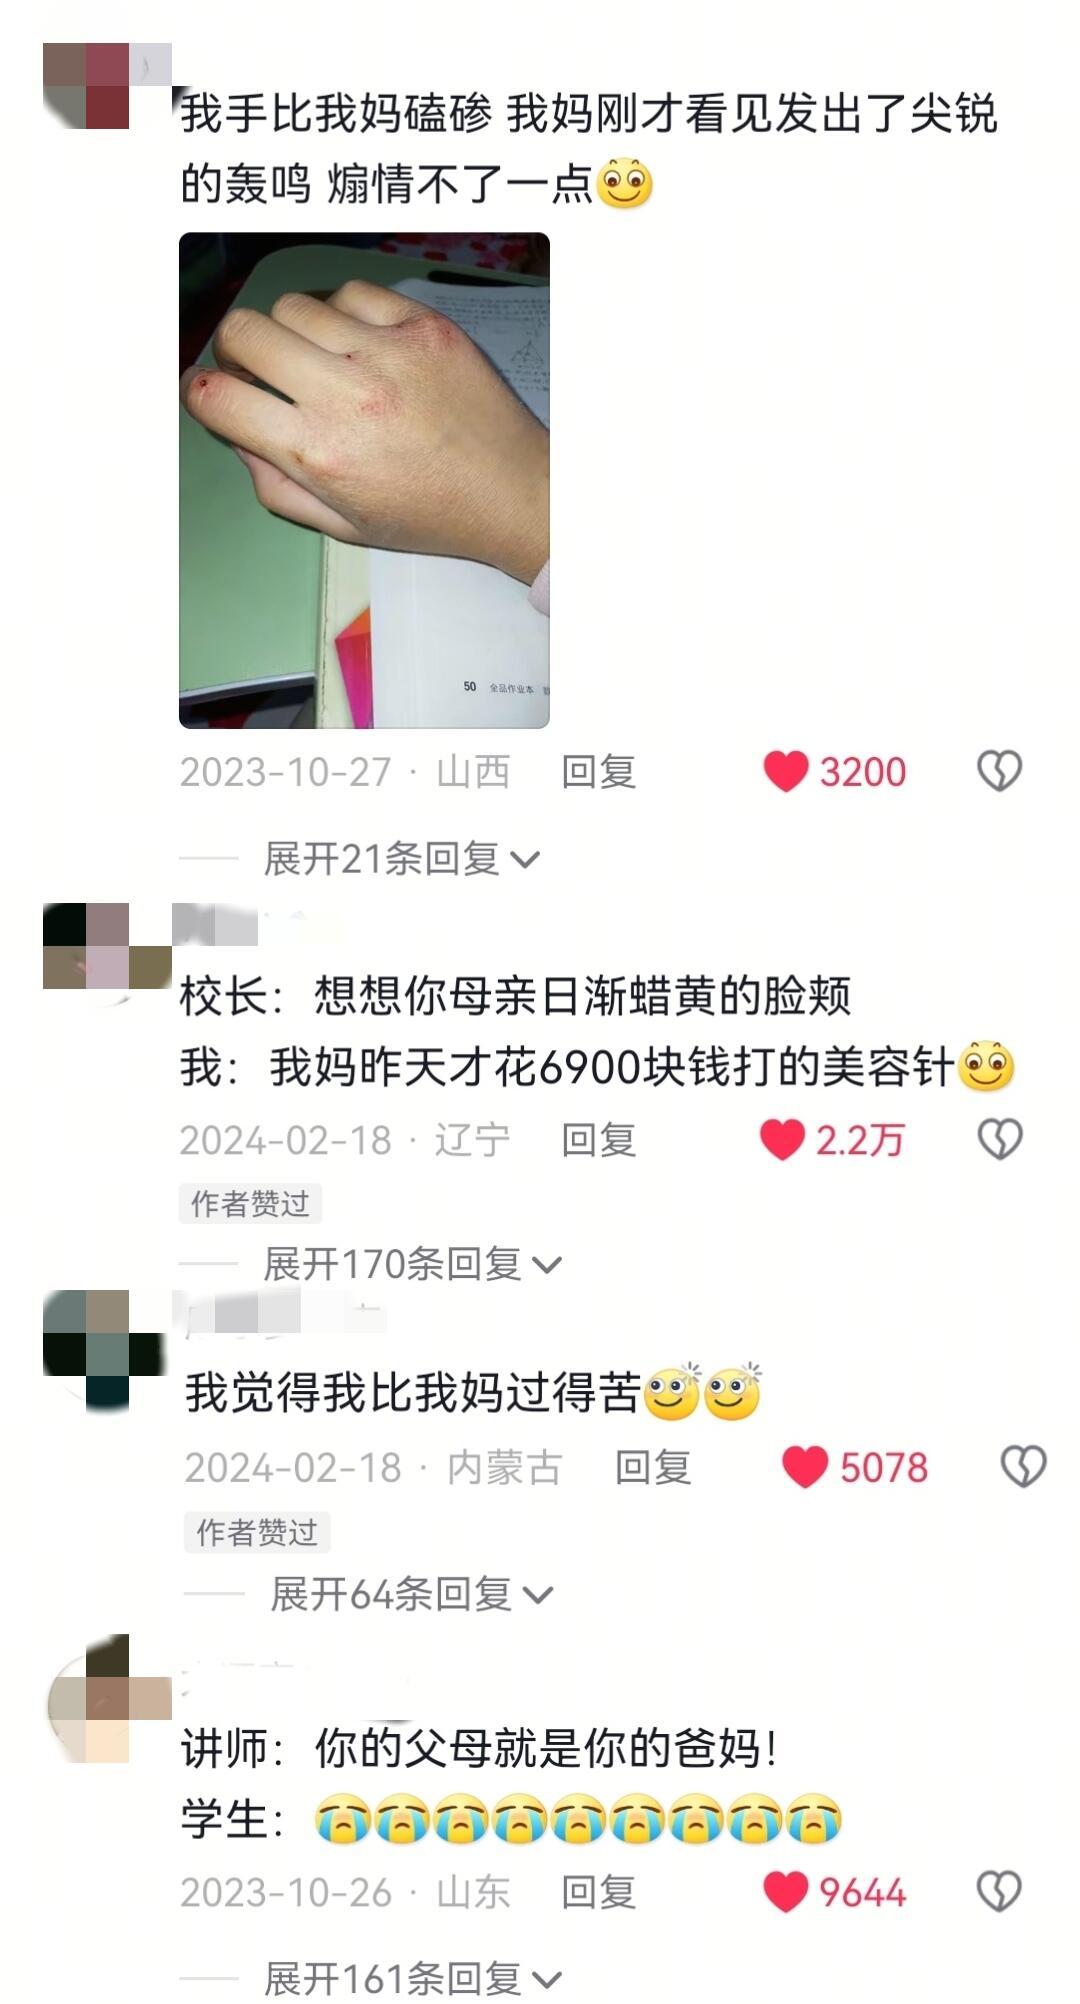 我手比我妈磕碜 我妈刚才看见发出了尖锐
的轰鸣 煽情不了一点
50 全品作业本
2023-10-27 · 山西 回复 3200
展开21条回复
校长：想想你母亲日渐蜡黄的脸颊
我：我妈昨天才花6900块钱打的美容针
2024-02-18 · 辽宁 回复 2.2万
作者赞过
展开170条回复
我觉得我比我妈过得苦
2024-02-18 · 内蒙古 回复 5078
作者赞过
展开64条回复
讲师：你的父母就是你的爸妈！
学生：😭😭😭😭😭😭😭😭😭
2023-10-26 · 山东 回复 9644
展开161条回复